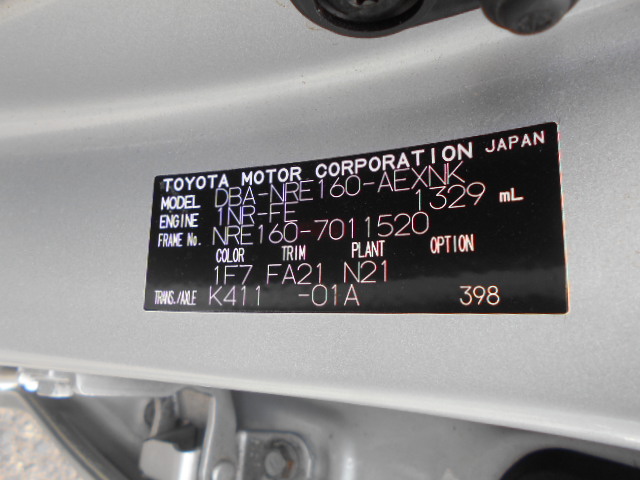 TOYOTA MOTOR CORPORATION JAPAN
MODEL DBA-NRE160-AEXNK
ENGINE 1NR-FE 1329 mL
FRAME No. NRE160-7011520
COLOR TRIM PLANT OPTION
1F7 FA21 N21
TRANS./AXLE K411 -01A 398